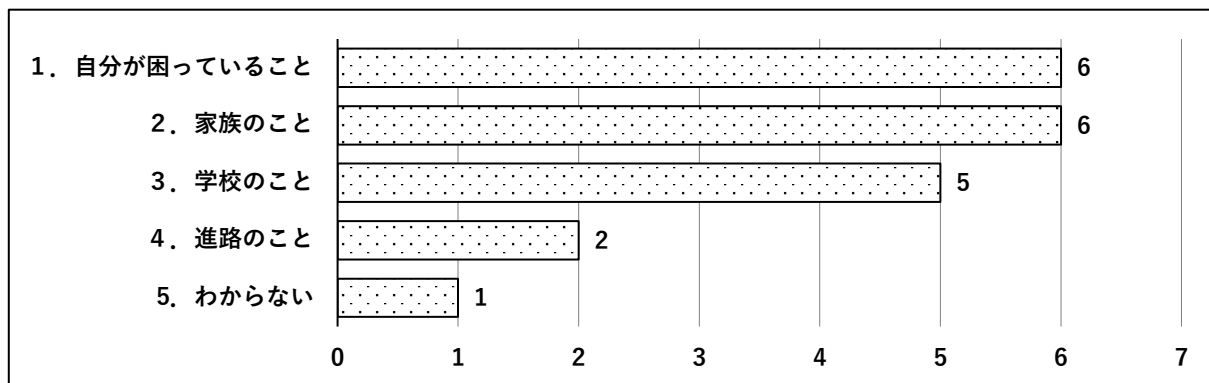 １．自分が困っていること 6
２．家族のこと 6
３．学校のこと 5
４．進路のこと 2
５．わからない 1
0 1 2 3 4 5 6 7